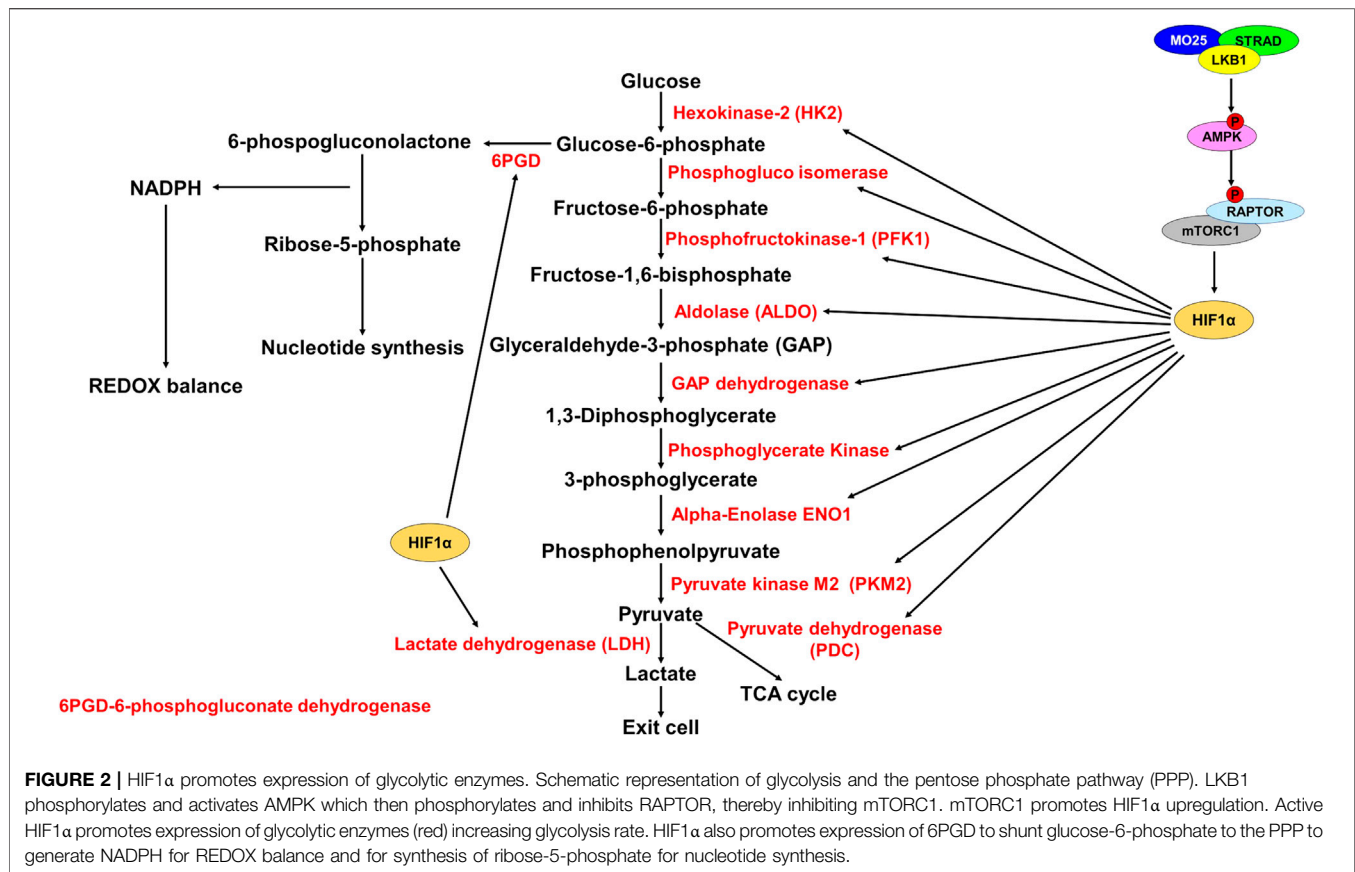 MO25
STRAD
LKB1
Glucose
Hexokinase-2 (HK2)
P
AMPK
6-phospogluconolactone
Glucose-6-phosphate
6PGD
Phosphogluco isomerase
NADPH
P
RAPTOR
mTORC1
Fructose-6-phosphate
Ribose-5-phosphate
Phosphofructokinase-1 (PFK1)
Fructose-1,6-bisphosphate
Aldolase (ALDO)
HIF1α
Nucleotide synthesis
Glyceraldehyde-3-phosphate (GAP)
REDOX balance
GAP dehydrogenase
1,3-Diphosphoglycerate
Phosphoglycerate Kinase
3-phosphoglycerate
Alpha-Enolase ENO1
HIF1α
Phosphophenolpyruvate
Pyruvate kinase M2 (PKM2)
Pyruvate
Lactate dehydrogenase (LDH)
Pyruvate dehydrogenase
(PDC)
Lactate
TCA cycle
6PGD-6-phosphogluconate dehydrogenase
Exit cell
FIGURE 2 | HIF1α promotes expression of glycolytic enzymes. Schematic representation of glycolysis and the pentose phosphate pathway (PPP). LKB1
phosphorylates and activates AMPK which then phosphorylates and inhibits RAPTOR, thereby inhibiting mTORC1. mTORC1 promotes HIF1α upregulation. Active
HIF1α promotes expression of glycolytic enzymes (red) increasing glycolysis rate. HIF1α also promotes expression of 6PGD to shunt glucose-6-phosphate to the PPP to
generate NADPH for REDOX balance and for synthesis of ribose-5-phosphate for nucleotide synthesis.